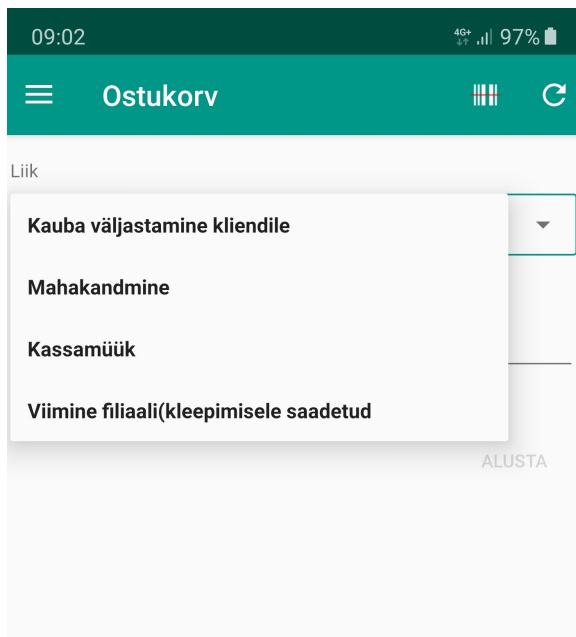 09:02 4G+ 97%
Ostukorv
Liik
Kauba väljastamine kliendile
Mahakandmine
Kassamüük
Viimine filiaali(kleepimisele saadetud
ALUSTA